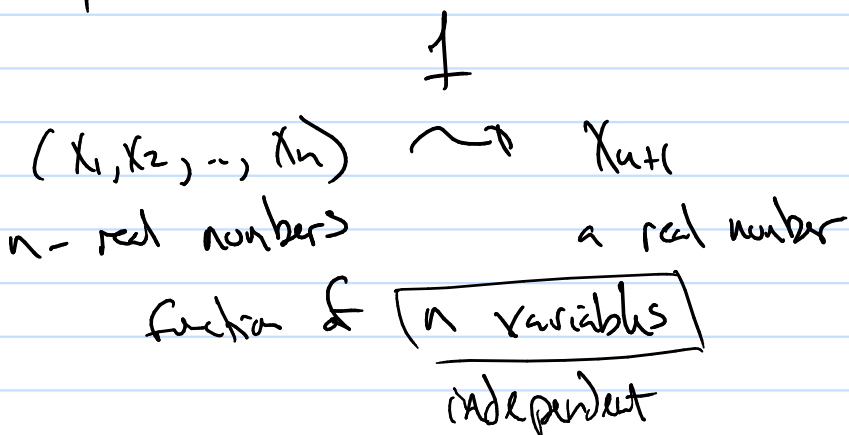 f
(x₁, x₂, .., xₙ) ⤳ xₙ₊₁
n- real numbers a real number
function of n variables
independent